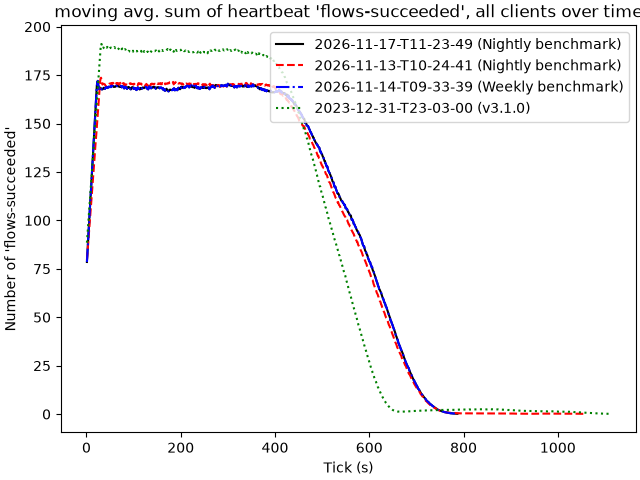 moving avg. sum of heartbeat 'flows-succeeded', all clients over time
200
175
150
125
100
75
50
25
0
Number of 'flows-succeeded'
2026-11-17-T11-23-49 (Nightly benchmark)
2026-11-13-T10-24-41 (Nightly benchmark)
2026-11-14-T09-33-39 (Weekly benchmark)
2023-12-31-T23-03-00 (v3.1.0)
0 200 400 600 800 1000
Tick (s)